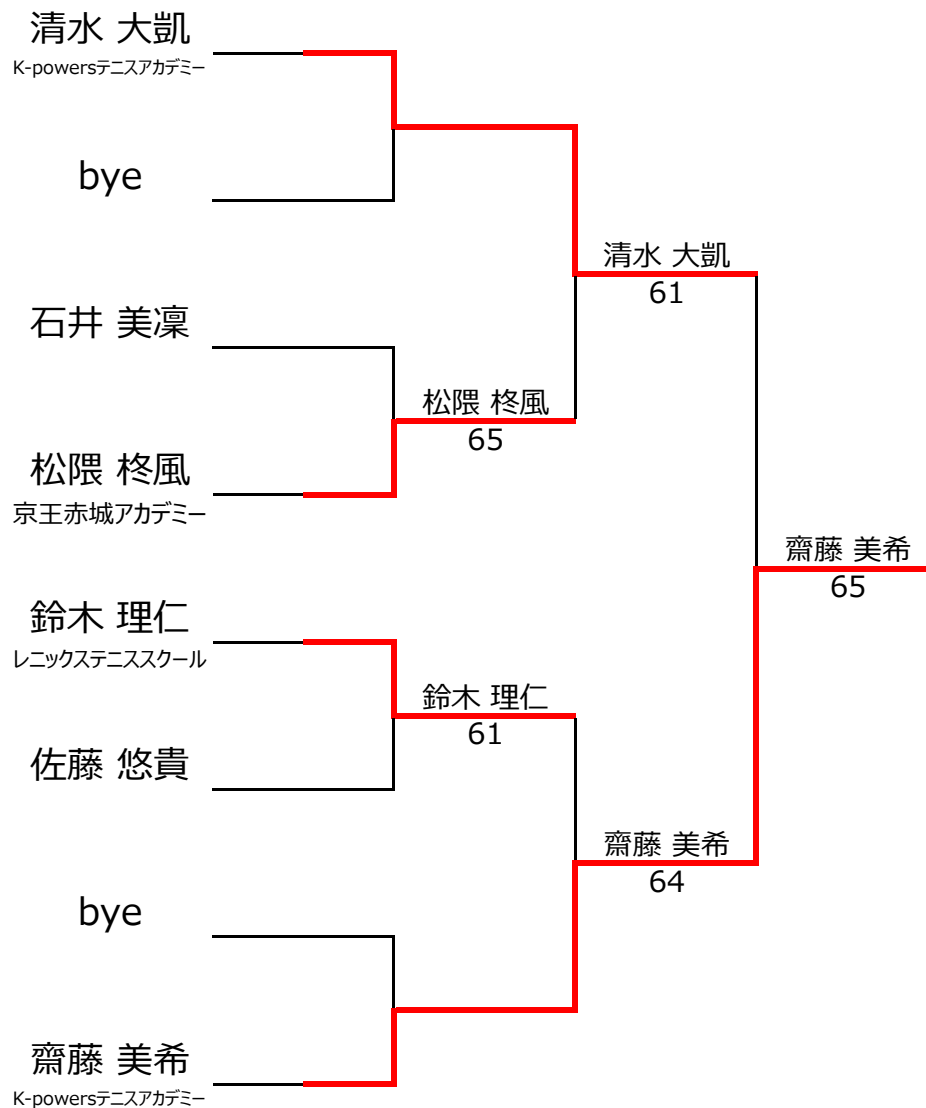 清水 大凱
K-powersテニスアカデミー
bye
石井 美凜
松隈 柊風
京王赤城アカデミー
鈴木 理仁
レニックステニススクール
佐藤 悠貴
bye
齋藤 美希
K-powersテニスアカデミー
松隈 柊風
65
鈴木 理仁
61
清水 大凱
61
齋藤 美希
64
齋藤 美希
65